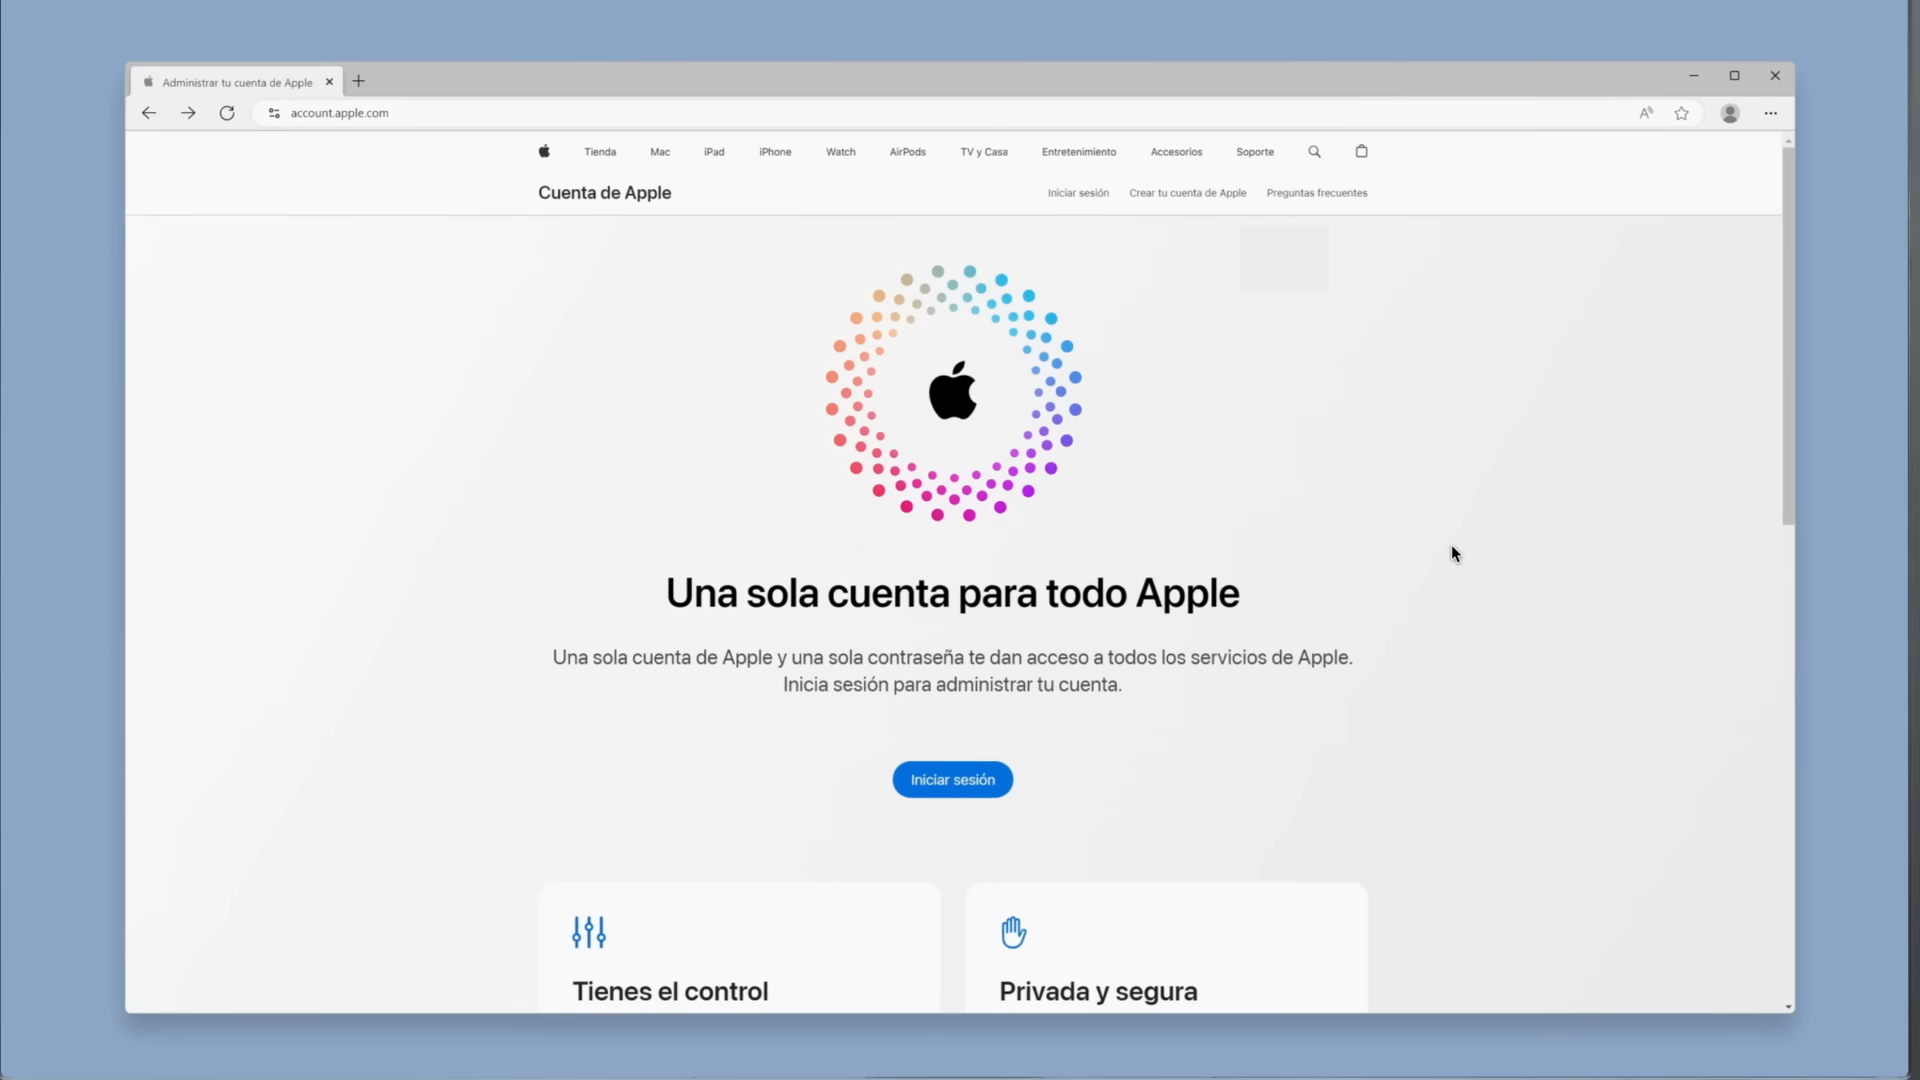 Administrar tu cuenta de Apple
account.apple.com
Tienda Mac iPad iPhone Watch AirPods TV y Casa Entretenimiento Accesorios Soporte
Cuenta de Apple
Iniciar sesión Crear tu cuenta de Apple Preguntas frecuentes
Una sola cuenta para todo Apple
Una sola cuenta de Apple y una sola contraseña te dan acceso a todos los servicios de Apple.
Inicia sesión para administrar tu cuenta.
Iniciar sesión
Tienes el control
Privada y segura